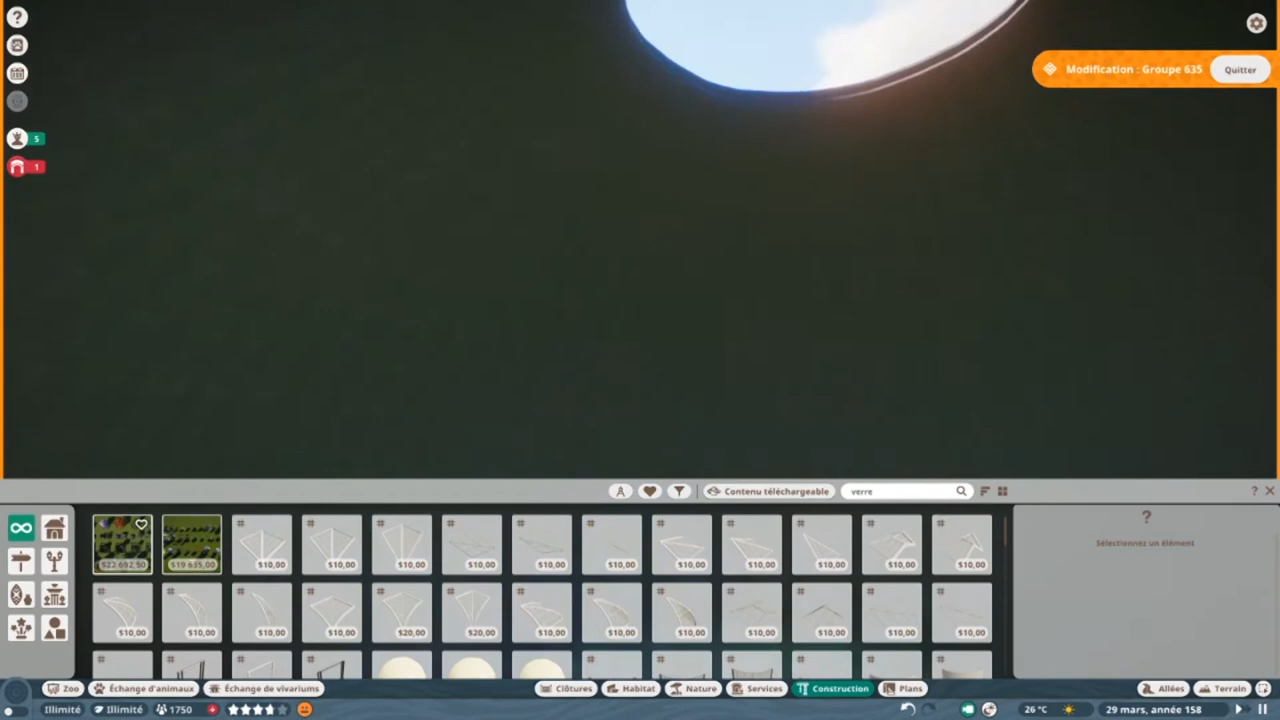 ?
Modification : Groupe 635
Quitter
5
1
Contenu téléchargeable
verre
?
$22 692,50
$19 635,00
$10,00
$10,00
$10,00
$10,00
$10,00
$10,00
$10,00
$10,00
$10,00
$10,00
$10,00
?
Sélectionnez un élément
$10,00
$10,00
$10,00
$10,00
$20,00
$20,00
$10,00
$10,00
$10,00
$10,00
$10,00
$10,00
$10,00
Zoo
Échange d'animaux
Échange de vivariums
Clôtures
Habitat
Nature
Services
Construction
Plans
Allées
Terrain
Illimité
Illimité
1750
26 °C
29 mars, année 158